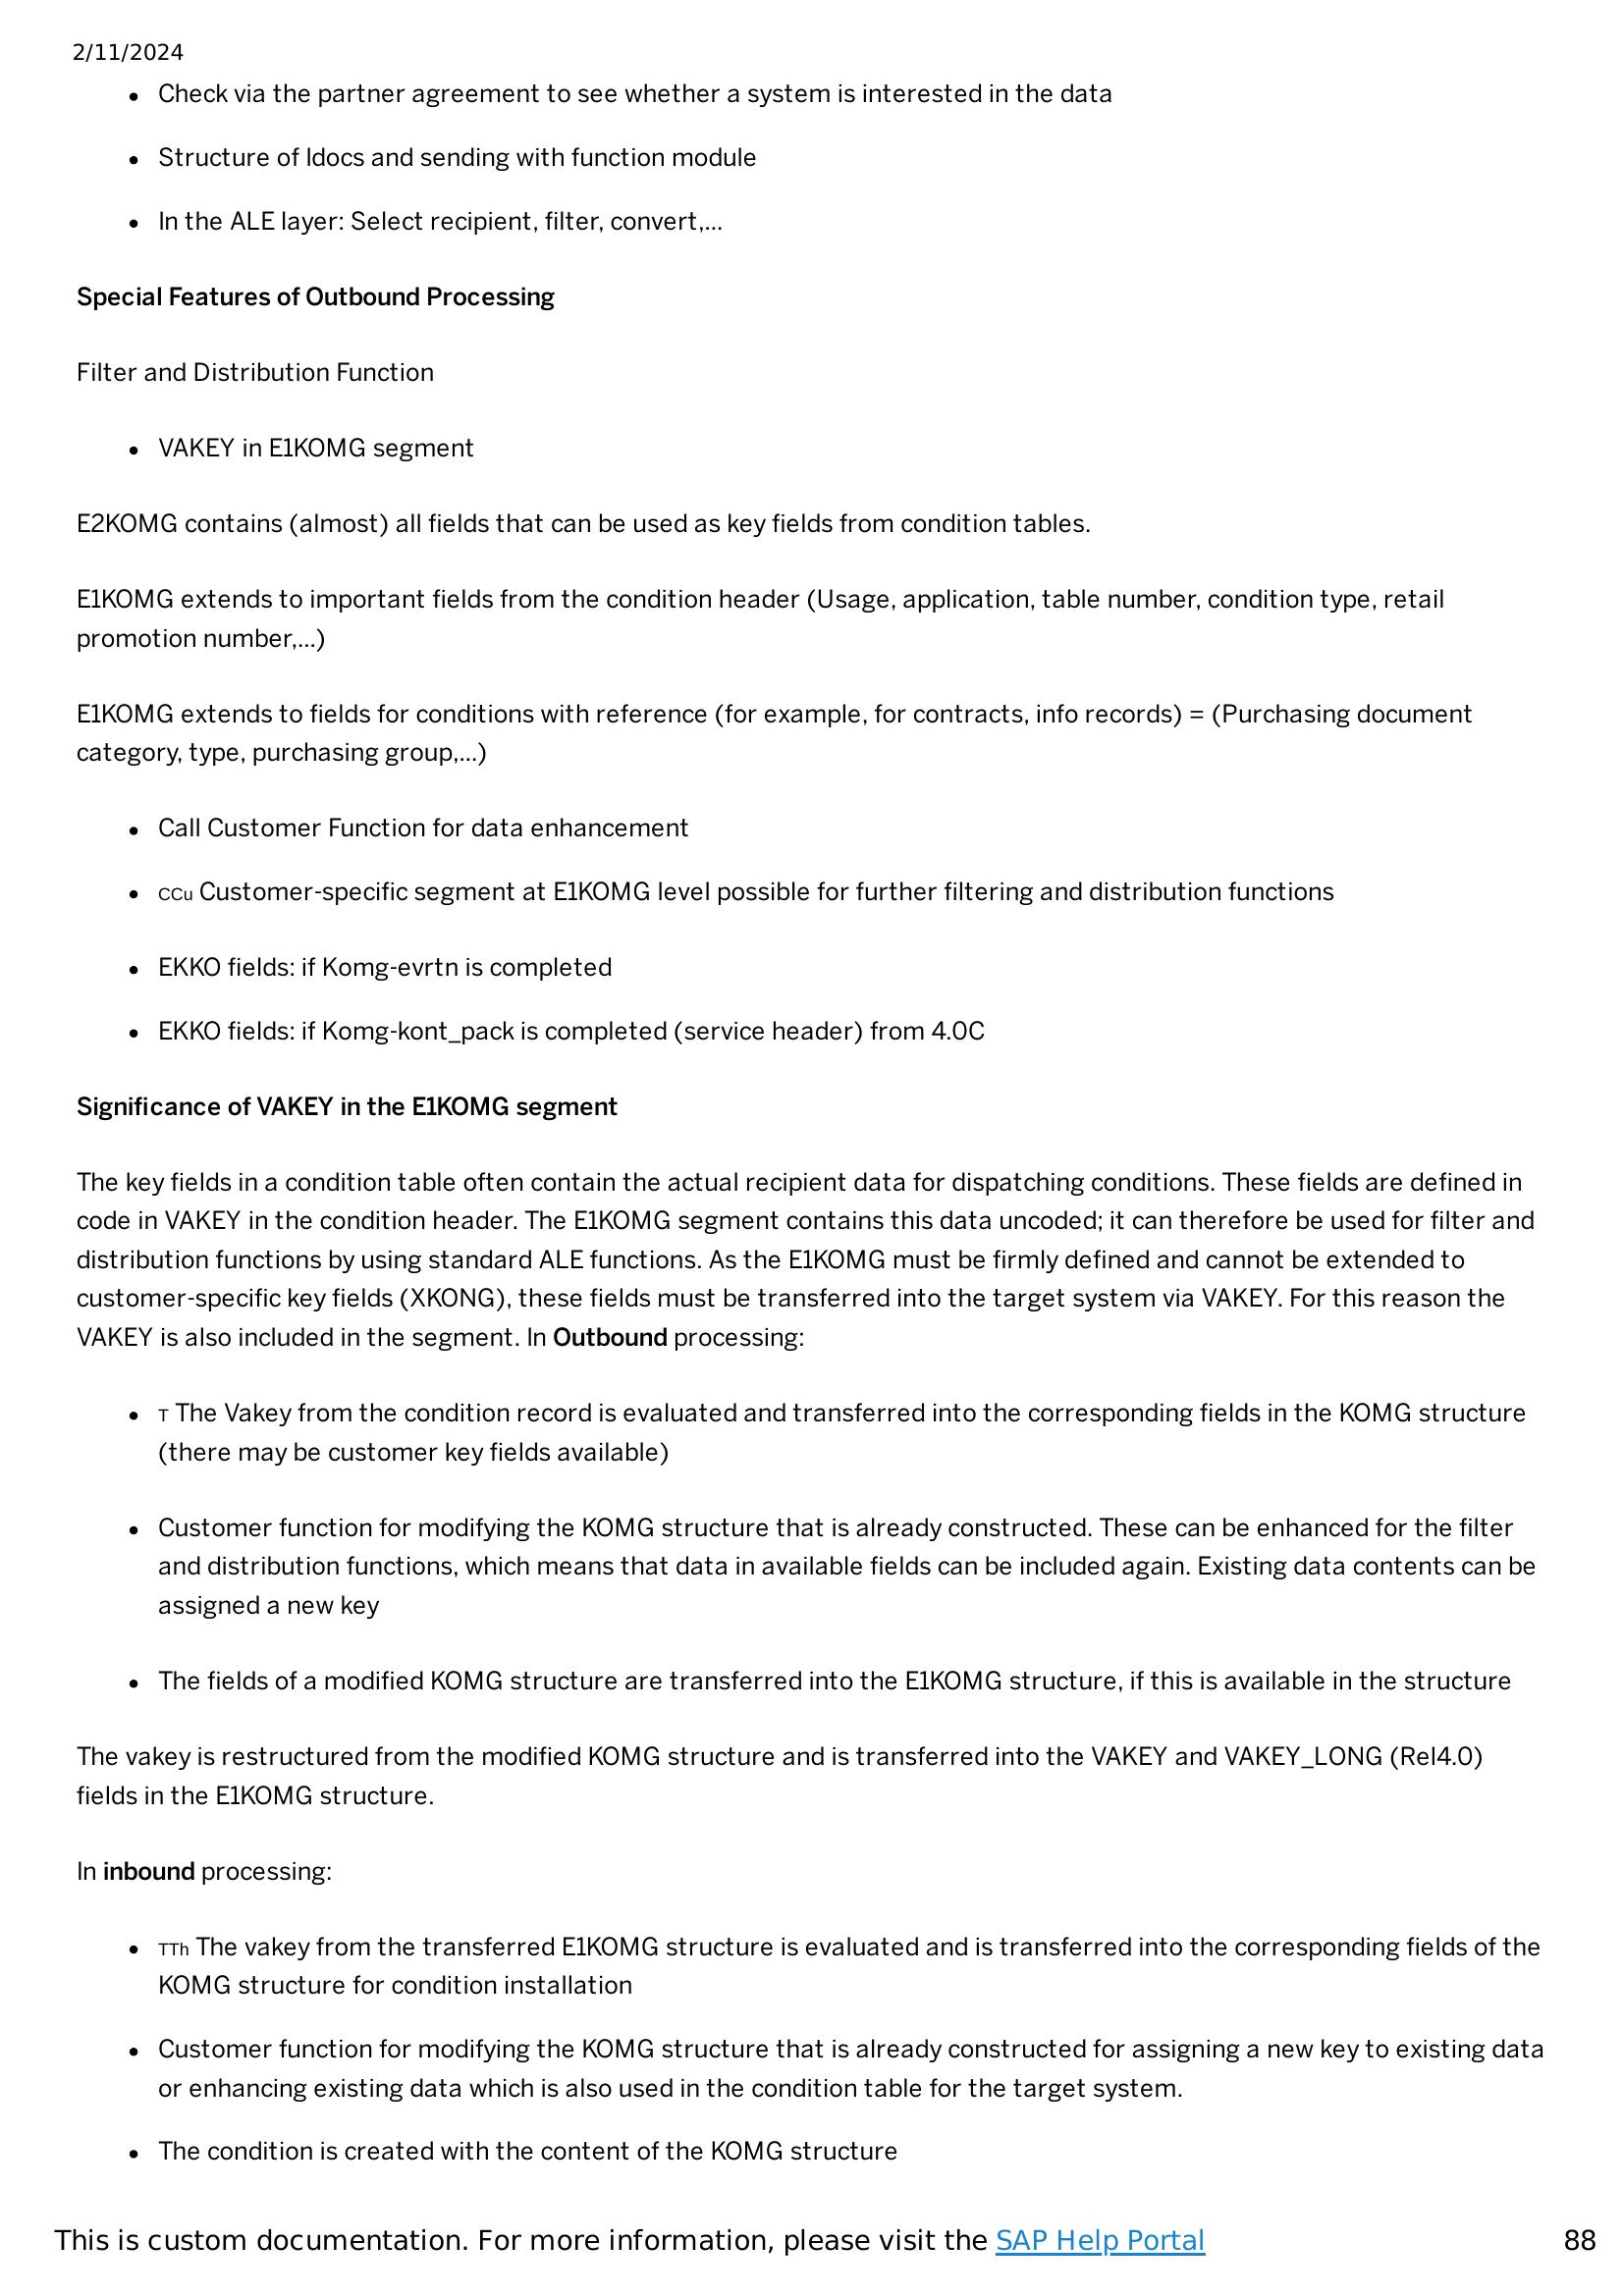 2/11/2024
• Check via the partner agreement to see whether a system is interested in the data
• Structure of Idocs and sending with function module
• In the ALE layer: Select recipient, filter, convert,...
Special Features of Outbound Processing
Filter and Distribution Function
• VAKEY in E1KOMG segment
E2KOMG contains (almost) all fields that can be used as key fields from condition tables.
E1KOMG extends to important fields from the condition header (Usage, application, table number, condition type, retail
promotion number,...)
E1KOMG extends to fields for conditions with reference (for example, for contracts, info records) = (Purchasing document
category, type, purchasing group,...)
• Call Customer Function for data enhancement
• CCu Customer-specific segment at E1KOMG level possible for further filtering and distribution functions
• EKKO fields: if Komg-evrtn is completed
• EKKO fields: if Komg-kont_pack is completed (service header) from 4.0C
Significance of VAKEY in the E1KOMG segment
The key fields in a condition table often contain the actual recipient data for dispatching conditions. These fields are defined in
code in VAKEY in the condition header. The E1KOMG segment contains this data uncoded; it can therefore be used for filter and
distribution functions by using standard ALE functions. As the E1KOMG must be firmly defined and cannot be extended to
customer-specific key fields (XKONG), these fields must be transferred into the target system via VAKEY. For this reason the
VAKEY is also included in the segment. In Outbound processing:
• T The Vakey from the condition record is evaluated and transferred into the corresponding fields in the KOMG structure
(there may be customer key fields available)
• Customer function for modifying the KOMG structure that is already constructed. These can be enhanced for the filter
and distribution functions, which means that data in available fields can be included again. Existing data contents can be
assigned a new key
• The fields of a modified KOMG structure are transferred into the E1KOMG structure, if this is available in the structure
The vakey is restructured from the modified KOMG structure and is transferred into the VAKEY and VAKEY_LONG (Rel4.0)
fields in the E1KOMG structure.
In inbound processing:
• TTh The vakey from the transferred E1KOMG structure is evaluated and is transferred into the corresponding fields of the
KOMG structure for condition installation
• Customer function for modifying the KOMG structure that is already constructed for assigning a new key to existing data
or enhancing existing data which is also used in the condition table for the target system.
• The condition is created with the content of the KOMG structure
This is custom documentation. For more information, please visit the SAP Help Portal 88